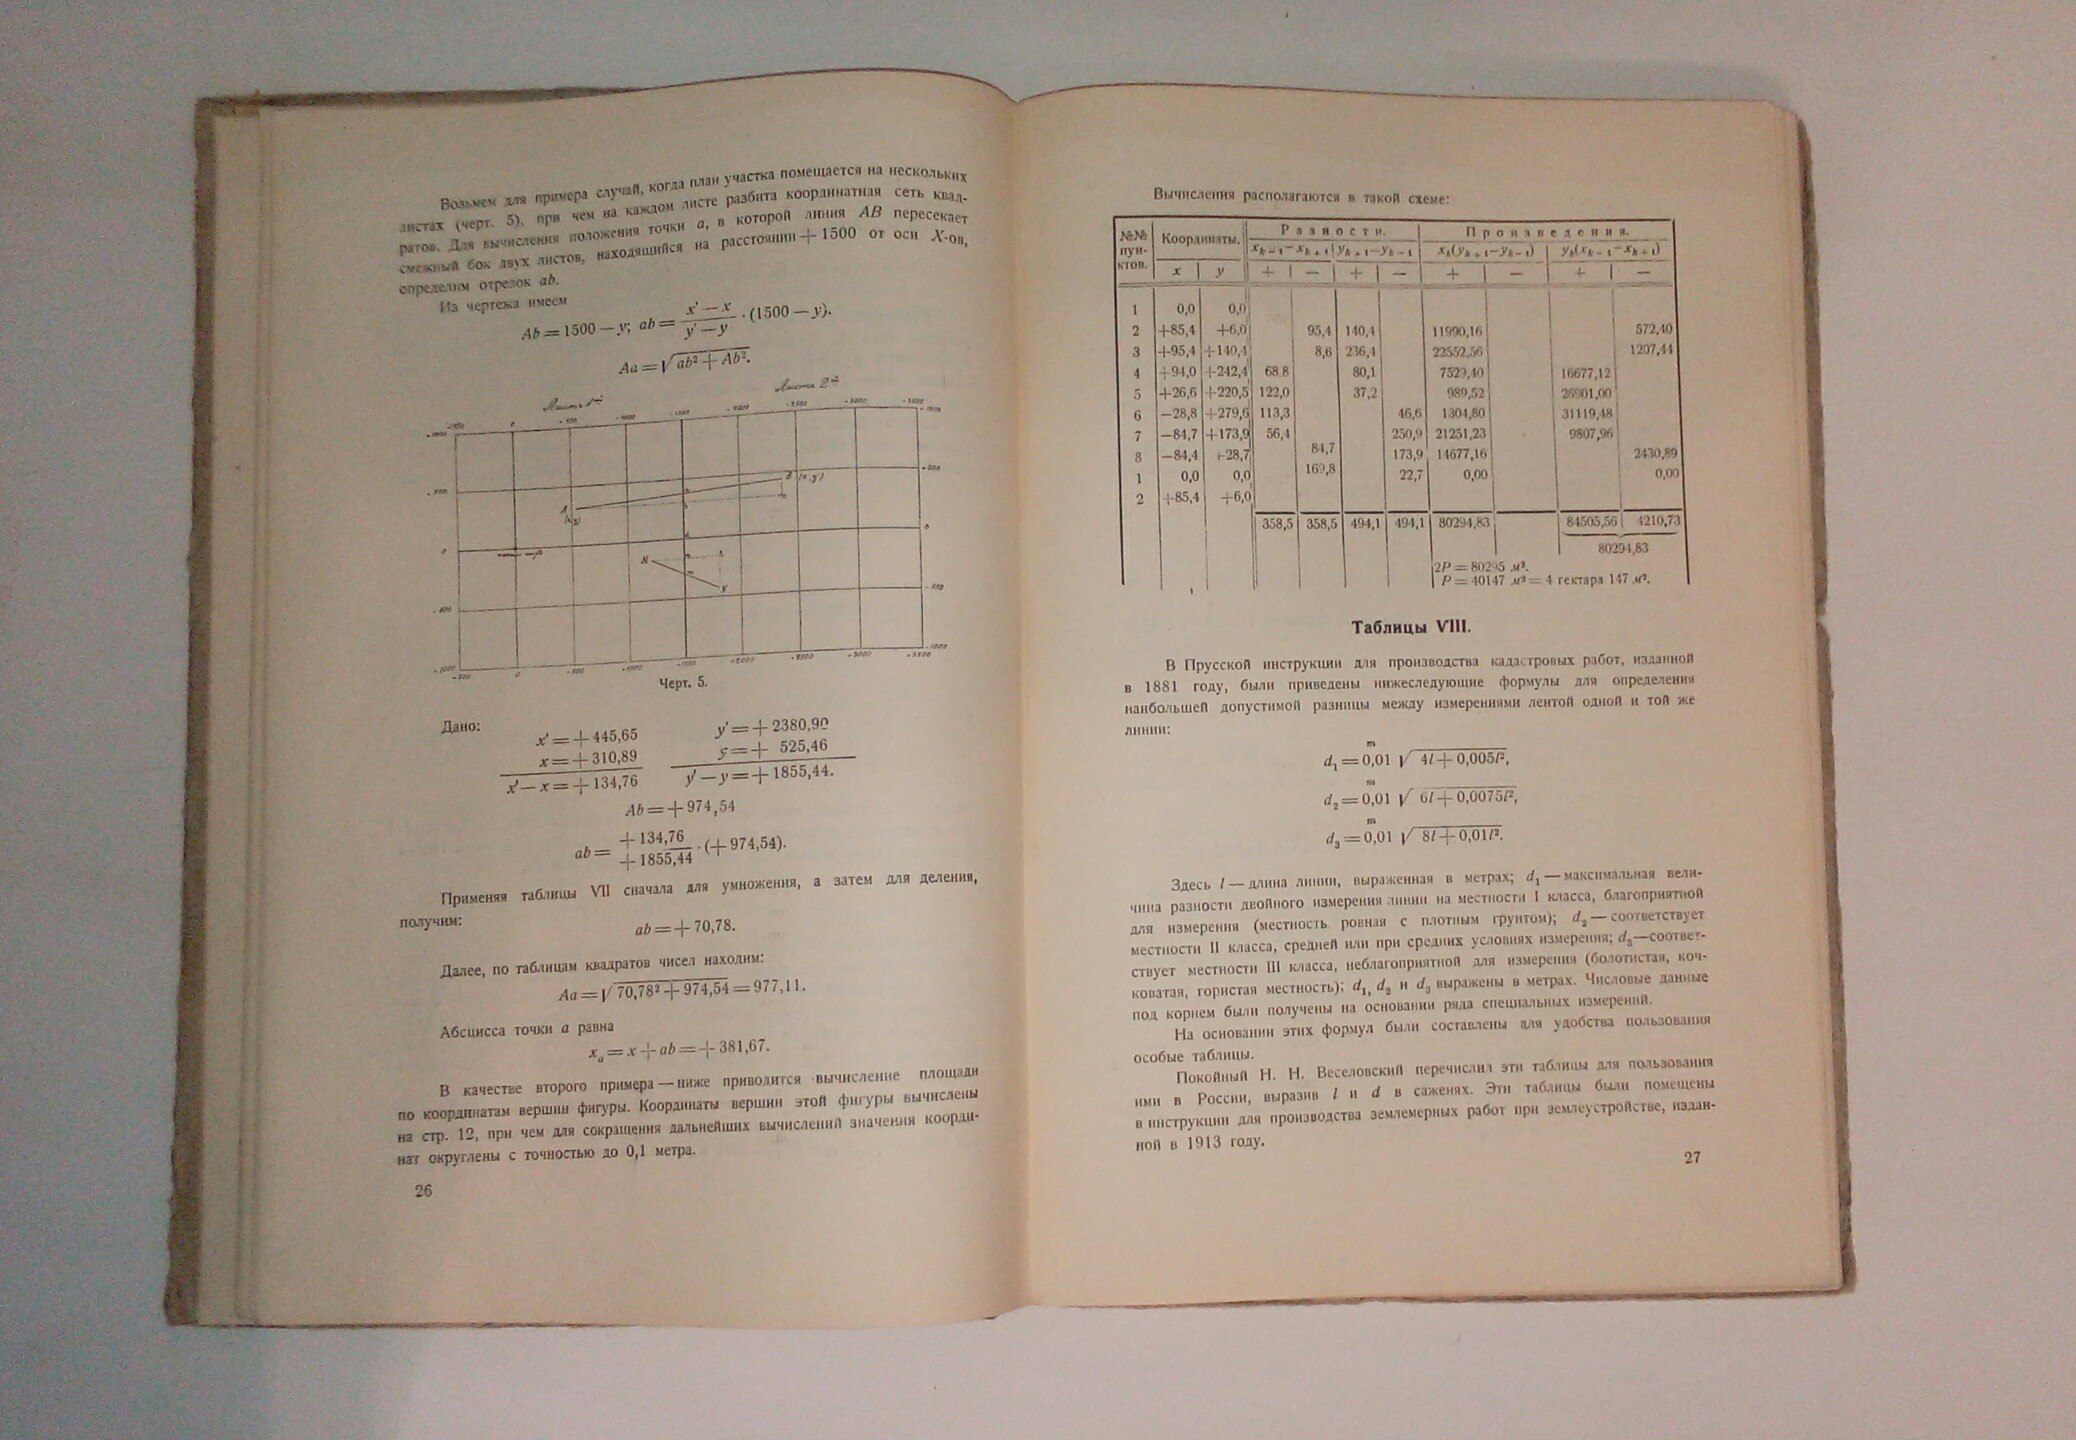 Возьмем для примера случай, когда план участка помещается на нескольких
листах (черт. 5), при чем на каждом листе разбита координатная сеть квад-
ратов. Для вычисления положения точки a, в которой линия AB пересекает
смежный бок двух листов, находящийся на расстоянии + 1500 от оси X-ов,
определим отрезок ab.
Из чертежа имеем
Ab = 1500 — y; ab = (x' — x)/(y' — y) · (1500 — y).
Aa = √(ab² + Ab²).
Черт. 5.
Дано:
x' = + 445,65 y' = + 2380,90
x = + 310,89 y = + 525,46
x' — x = + 134,76 y' — y = + 1855,44.
Ab = + 974,54
ab = (+ 134,76)/(+ 1855,44) · (+ 974,54).
Применяя таблицы VII сначала для умножения, а затем для деления,
получим:
ab = + 70,78.
Далее, по таблицам квадратов чисел находим:
Aa = √(70,78² + 974,54) = 977,11.
Абсцисса точки a равна
xₐ = x + ab = + 381,67.
В качестве второго примера — ниже приводится вычисление площади
по координатам вершин фигуры. Координаты вершин этой фигуры вычислены
на стр. 12, при чем для сокращения дальнейших вычислений значения коорди-
нат округлены с точностью до 0,1 метра.
26
Вычисления располагаются в такой схеме:
№№ пун- ктов. Координаты. Разности. Произведения.
x y + — + — + — + —
1 0,0 0,0
2 +85,4 +6,0 95,4 140,4 11990,16 572,40
3 +95,4 +140,4 8,6 236,4 22552,56 1207,44
4 +94,0 +242,4 68,8 80,1 7529,40 16677,12
5 +26,6 +220,5 122,0 37,2 989,52 26901,00
6 —28,8 +279,6 113,3 46,6 1304,80 31119,48
7 —84,7 +173,9 56,4 250,9 21251,23 9807,96
8 —84,4 +28,7 84,7 173,9 14677,16 2430,89
1 0,0 0,0 169,8 22,7 0,00 0,00
2 +85,4 +6,0
358,5 358,5 494,1 494,1 80294,83 84505,56 4210,73
80294,83
2P = 80295 м².
P = 40147 м² = 4 гектара 147 м².
Таблицы VIII.
В Прусской инструкции для производства кадастровых работ, изданной
в 1881 году, были приведены нижеследующие формулы для определения
наибольшей допустимой разницы между измерениями лентой одной и той же
линии:
m
d₁ = 0,01 √(4l + 0,005l²),
m
d₂ = 0,01 √(6l + 0,0075l²),
m
d₃ = 0,01 √(8l + 0,01l²).
Здесь l — длина линии, выраженная в метрах; d₁ — максимальная вели-
чина разности двойного измерения линии на местности I класса, благоприятной
для измерения (местность ровная с плотным грунтом); d₂ — соответствует
местности II класса, средней или при средних условиях измерения; d₃—соответ-
ствует местности III класса, неблагоприятной для измерения (болотистая, коч-
коватая, гористая местность); d₁, d₂ и d₃ выражены в метрах. Числовые данные
под корнем были получены на основании ряда специальных измерений.
На основании этих формул были составлены для удобства пользования
особые таблицы.
Покойный Н. Н. Веселовский перечислил эти таблицы для пользования
ими в России, выразив l и d в саженях. Эти таблицы были помещены
в инструкции для производства землемерных работ при землеустройстве, издан-
ной в 1913 году.
27